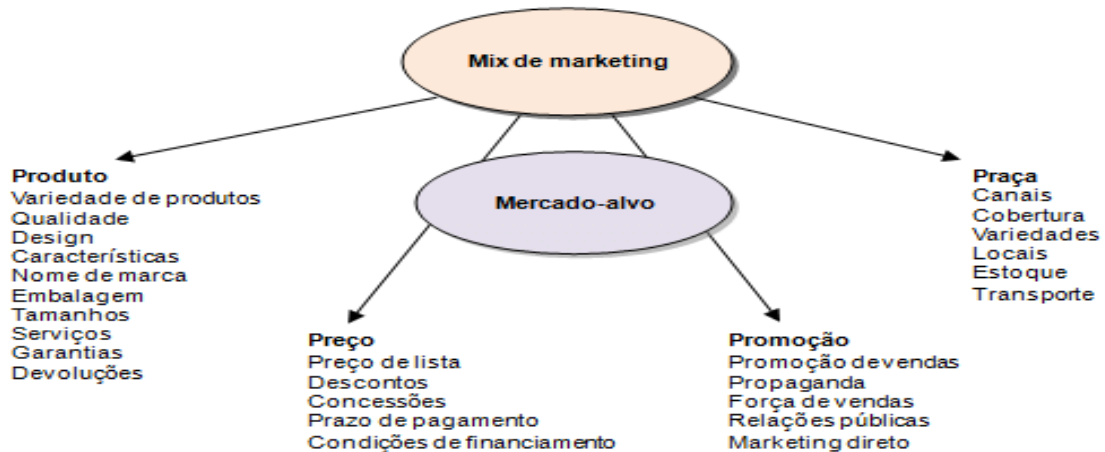 Mix de marketing
Mercado-alvo
Produto
Variedade de produtos
Qualidade
Design
Características
Nome de marca
Embalagem
Tamanhos
Serviços
Garantias
Devoluções
Preço
Preço de lista
Descontos
Concessões
Prazo de pagamento
Condições de financiamento
Promoção
Promoção de vendas
Propaganda
Força de vendas
Relações públicas
Marketing direto
Praça
Canais
Cobertura
Variedades
Locais
Estoque
Transporte